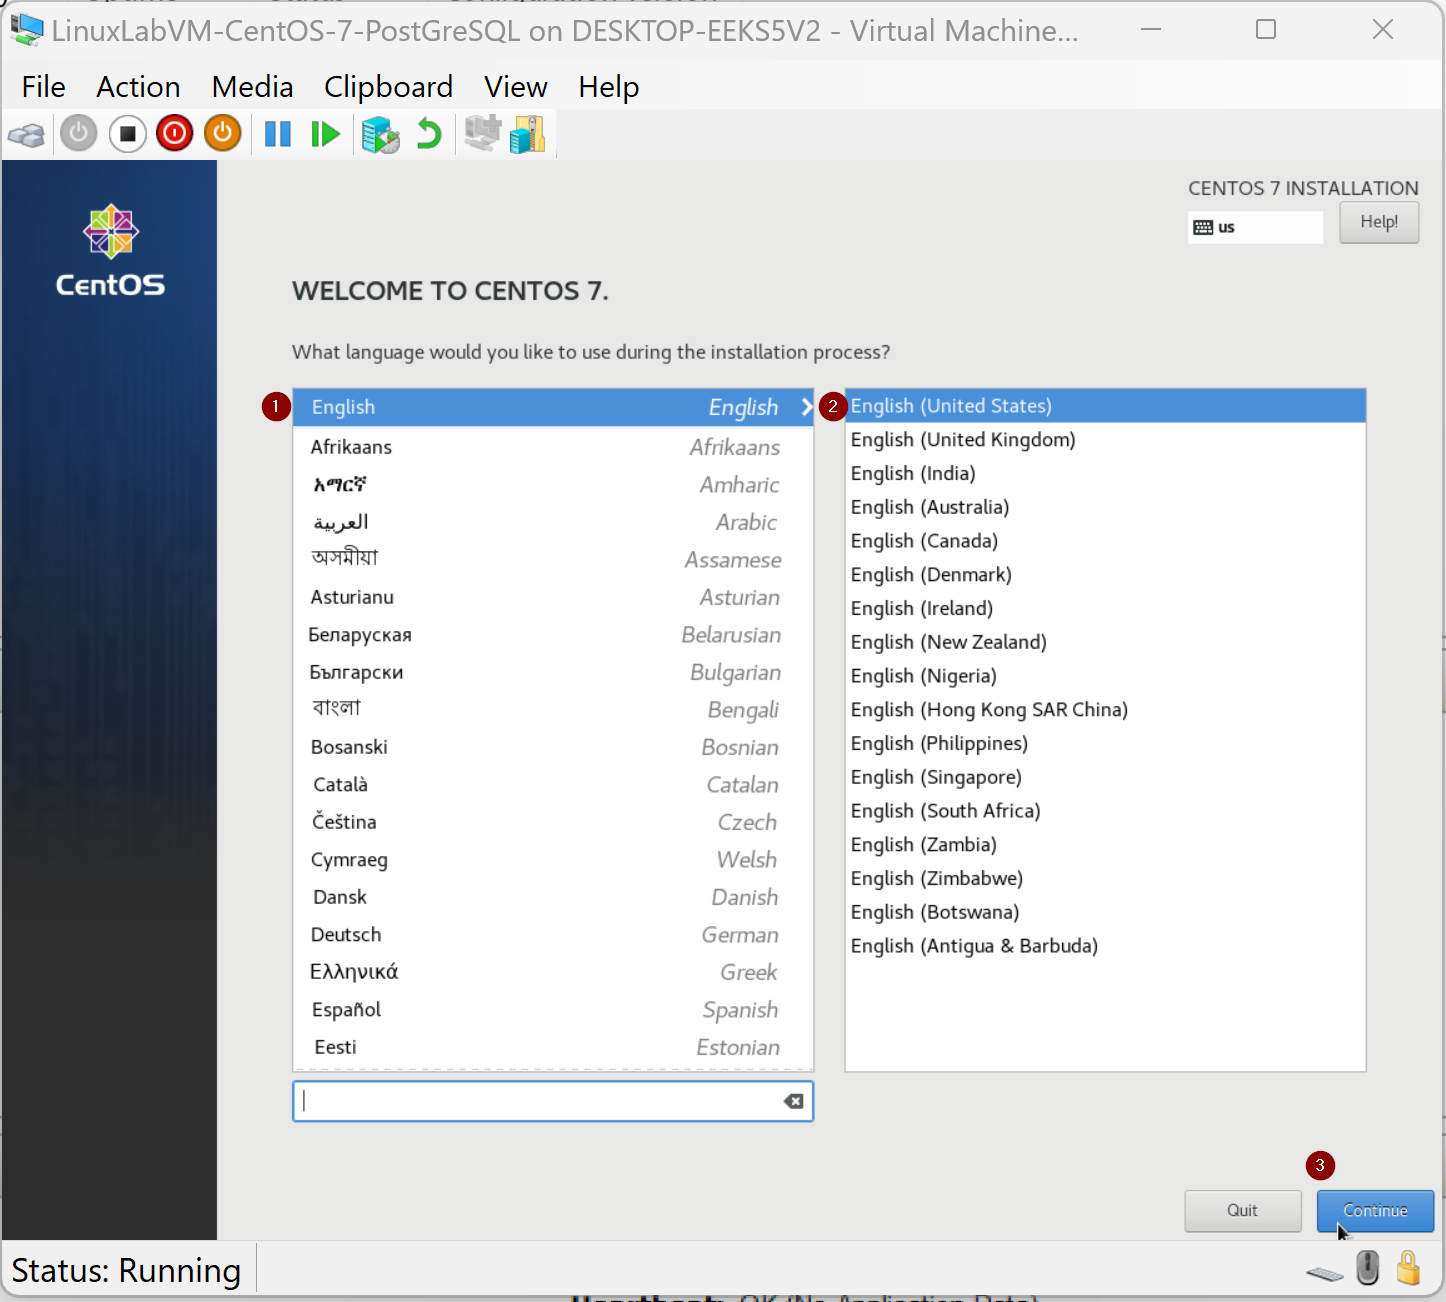 LinuxLabVM-CentOS-7-PostGreSQL on DESKTOP-EEKS5V2 - Virtual Machine...
File Action Media Clipboard View Help
CentOS
CENTOS 7 INSTALLATION
us
Help!
WELCOME TO CENTOS 7.
What language would you like to use during the installation process?
1
English English
Afrikaans Afrikaans
አማርኛ Amharic
العربية Arabic
অসমীয়া Assamese
Asturianu Asturian
Беларуская Belarusian
Български Bulgarian
বাংলা Bengali
Bosanski Bosnian
Català Catalan
Čeština Czech
Cymraeg Welsh
Dansk Danish
Deutsch German
Ελληνικά Greek
Español Spanish
Eesti Estonian
2
English (United States)
English (United Kingdom)
English (India)
English (Australia)
English (Canada)
English (Denmark)
English (Ireland)
English (New Zealand)
English (Nigeria)
English (Hong Kong SAR China)
English (Philippines)
English (Singapore)
English (South Africa)
English (Zambia)
English (Zimbabwe)
English (Botswana)
English (Antigua & Barbuda)
3
Quit
Continue
Status: Running